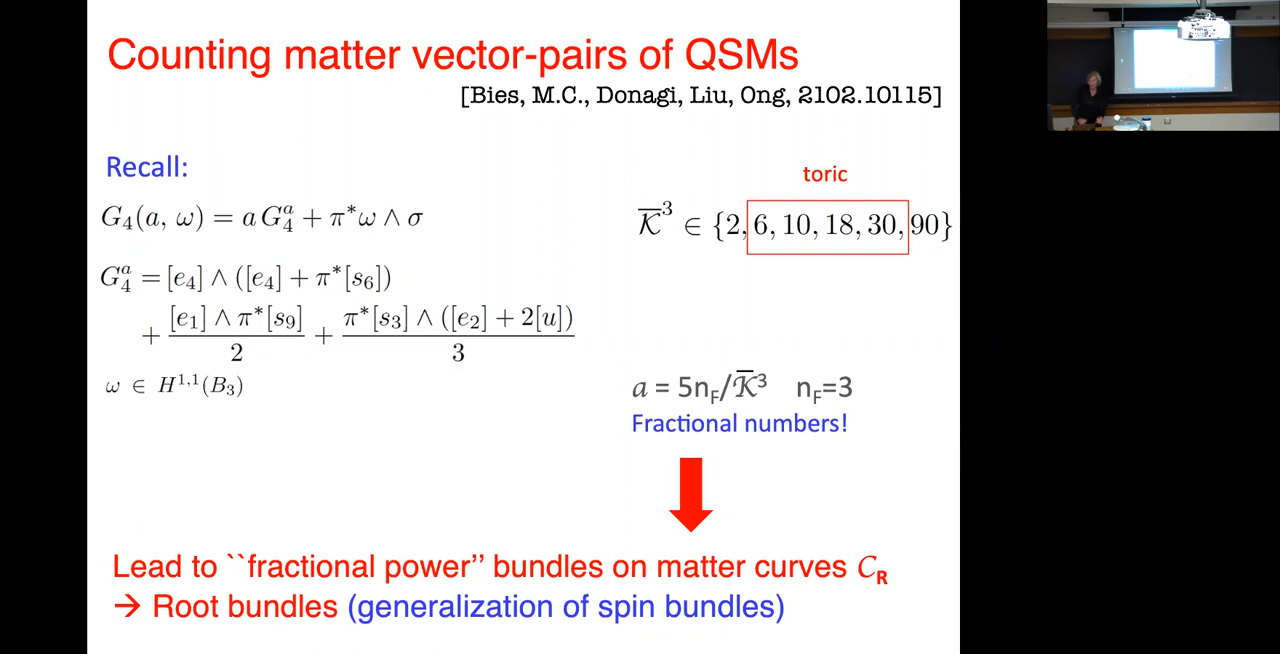 Counting matter vector-pairs of QSMs
[Bies, M.C., Donagi, Liu, Ong, 2102.10115]
Recall:
G₄(a, ω) = a G₄ᵃ + π*ω ∧ σ
G₄ᵃ = [e₄] ∧ ([e₄] + π*[s₆])
+ [e₁] ∧ π*[s₉] / 2 + π*[s₃] ∧ ([e₂] + 2[u]) / 3
ω ∈ H¹,¹(B₃)
toric
K̅³ ∈ {2, 6, 10, 18, 30, 90}
a = 5n_F/K̅³ n_F=3
Fractional numbers!
Lead to ``fractional power'' bundles on matter curves C_R
→ Root bundles (generalization of spin bundles)